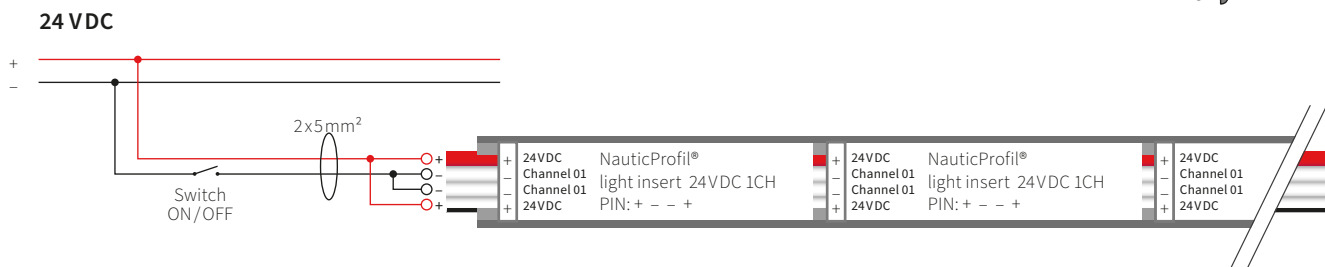 24 VDC
+
–
2x5mm²
Switch
ON/OFF
+
–
–
+
+
–
–
+
24VDC
Channel 01
Channel 01
24VDC
NauticProfil®
light insert 24VDC 1CH
PIN: + – – +
+
–
–
+
24VDC
Channel 01
Channel 01
24VDC
NauticProfil®
light insert 24VDC 1CH
PIN: + – – +
+
–
–
+
24VDC
Channel 01
Channel 01
24VDC